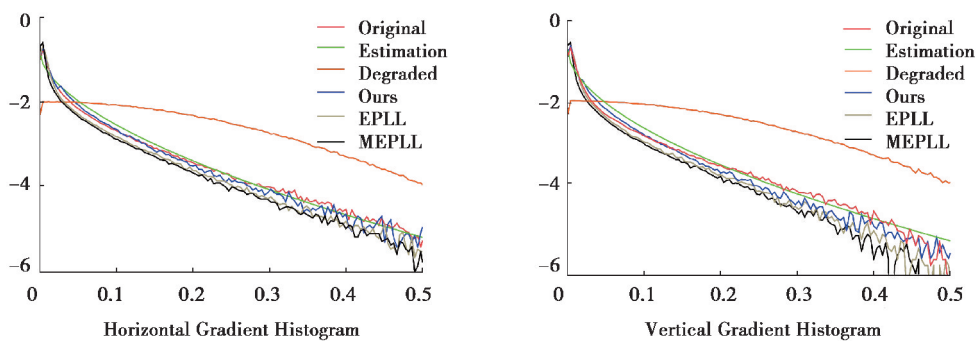 0
−2
−4
−6
0
0.1
0.2
0.3
0.4
0.5
Original
Estimation
Degraded
Ours
EPLL
MEPLL
Horizontal Gradient Histogram
0
−2
−4
−6
0
0.1
0.2
0.3
0.4
0.5
Original
Estimation
Degraded
Ours
EPLL
MEPLL
Vertical Gradient Histogram